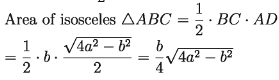 Area of isosceles △ABC = 1/2 · BC · AD
= 1/2 · b · √(4a² − b²)/2 = b/4 √(4a² − b²)